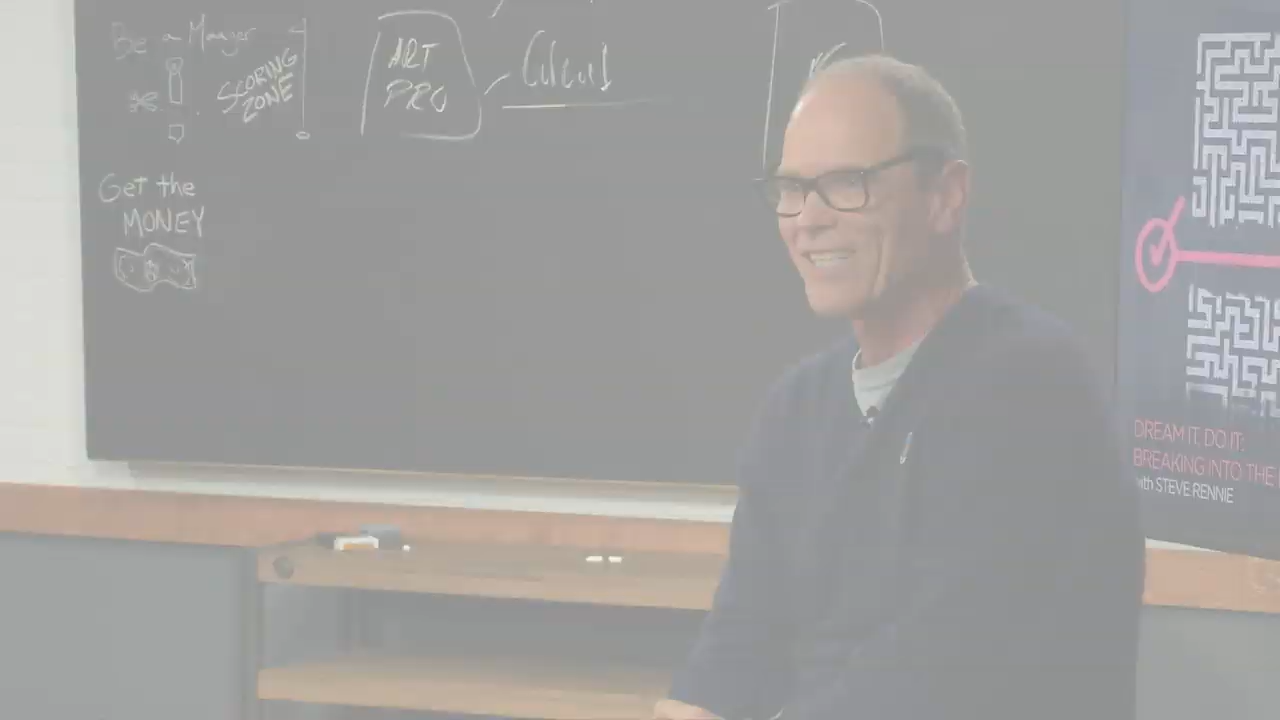 Be a Manager
SCORING
ZONE
Get the
MONEY
ART
PRO
DREAM IT, DO IT:
BREAKING INTO THE
with STEVE RENNIE